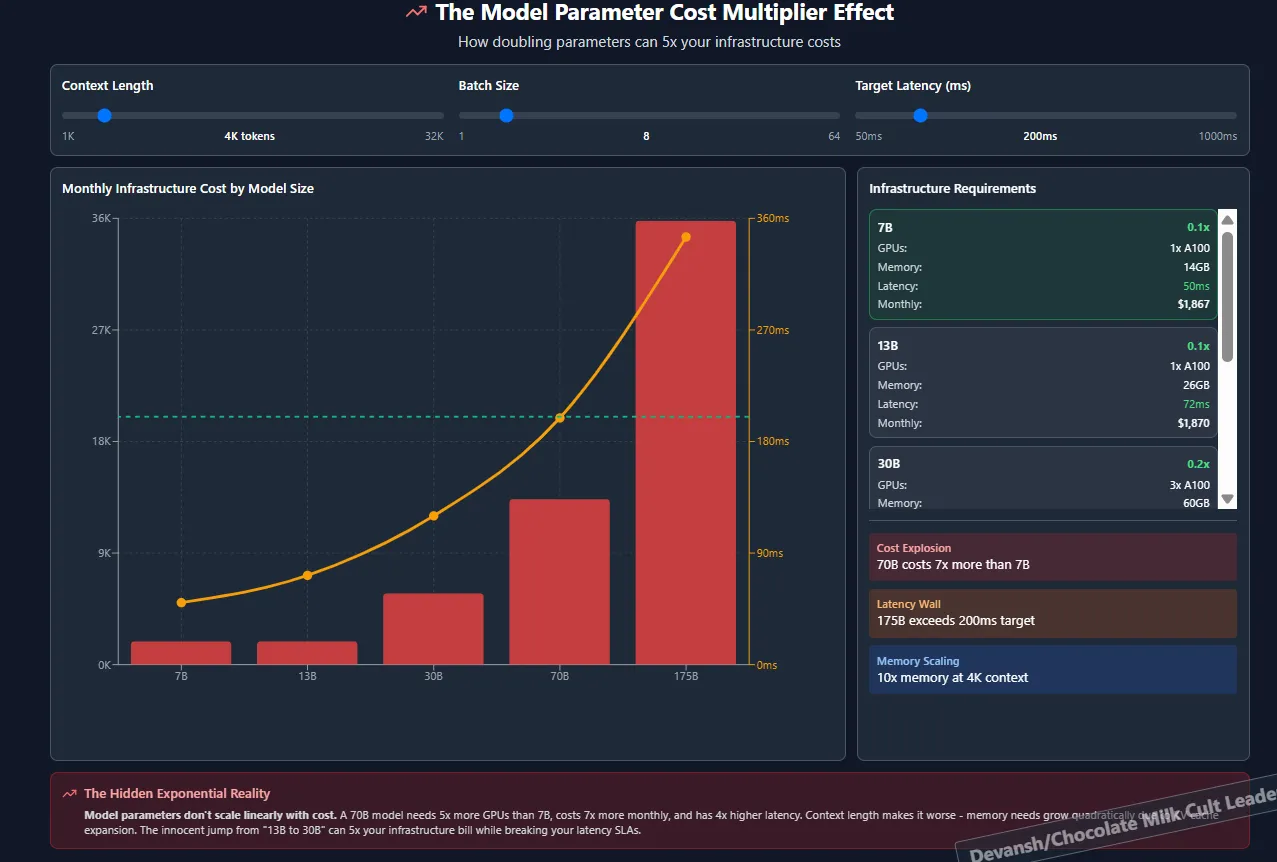 The Model Parameter Cost Multiplier Effect
How doubling parameters can 5x your infrastructure costs
Context Length
1K 4K tokens 32K
Batch Size
1 8 64
Target Latency (ms)
50ms 200ms 1000ms
Monthly Infrastructure Cost by Model Size
36K
27K
18K
9K
0K
360ms
270ms
180ms
90ms
0ms
7B 13B 30B 70B 175B
Infrastructure Requirements
7B 0.1x
GPUs: 1x A100
Memory: 14GB
Latency: 50ms
Monthly: $1,867
13B 0.1x
GPUs: 1x A100
Memory: 26GB
Latency: 72ms
Monthly: $1,870
30B 0.2x
GPUs: 3x A100
Memory: 60GB
Cost Explosion
70B costs 7x more than 7B
Latency Wall
175B exceeds 200ms target
Memory Scaling
10x memory at 4K context
The Hidden Exponential Reality
Model parameters don't scale linearly with cost. A 70B model needs 5x more GPUs than 7B, costs 7x more monthly, and has 4x higher latency. Context length makes it worse - memory needs grow quadratically due cache
expansion. The innocent jump from "13B to 30B" can 5x your infrastructure bill while breaking your latency SLAs.
Devansh/Chocolate Milk Cult Leade